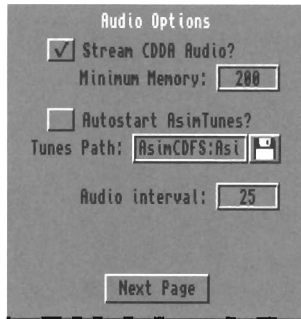 Audio Options
Stream CDDA Audio?
Minimum Memory: 200
Autostart AsimTunes?
Tunes Path: AsimCDFS:Asi
Audio interval: 25
Next Page